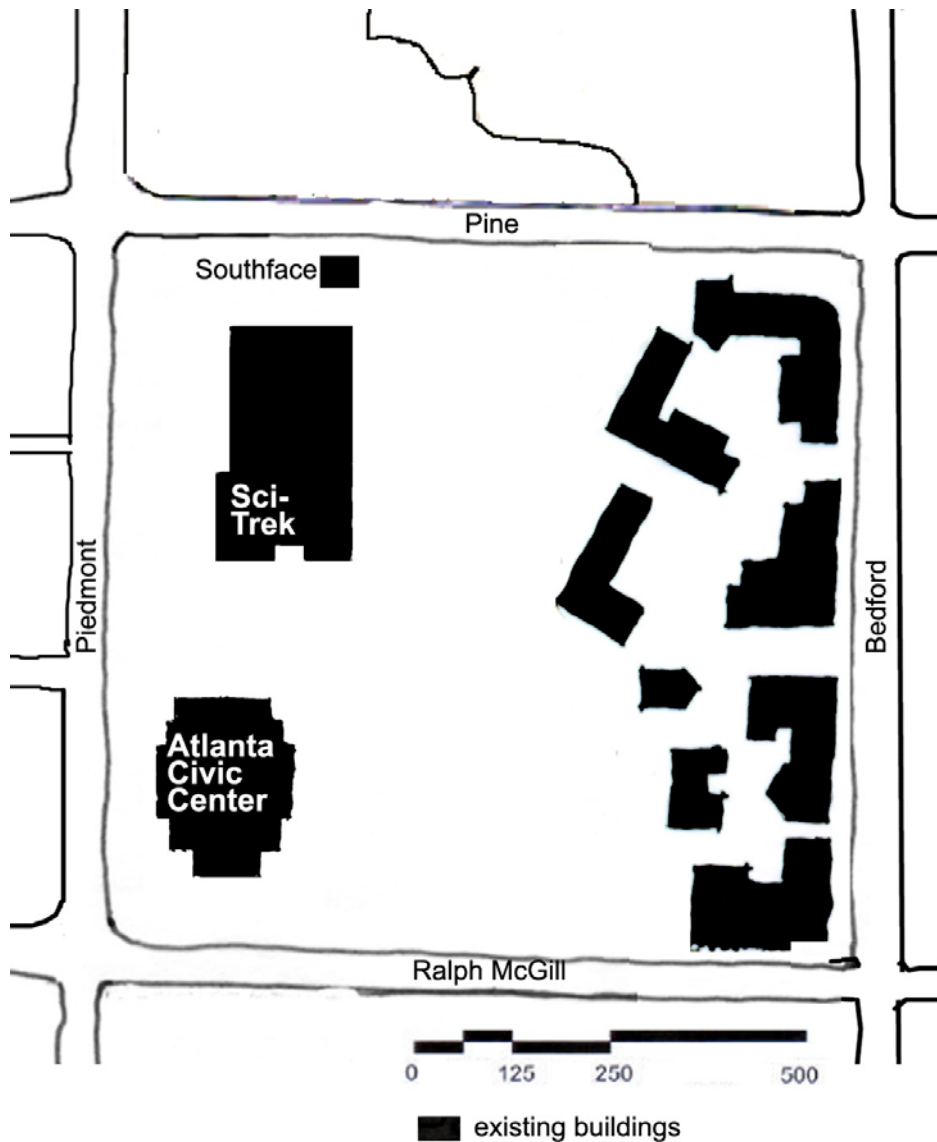 Pine
Southface
Sci-
Trek
Piedmont
Bedford
Atlanta
Civic
Center
Ralph McGill
0 125 250 500
existing buildings